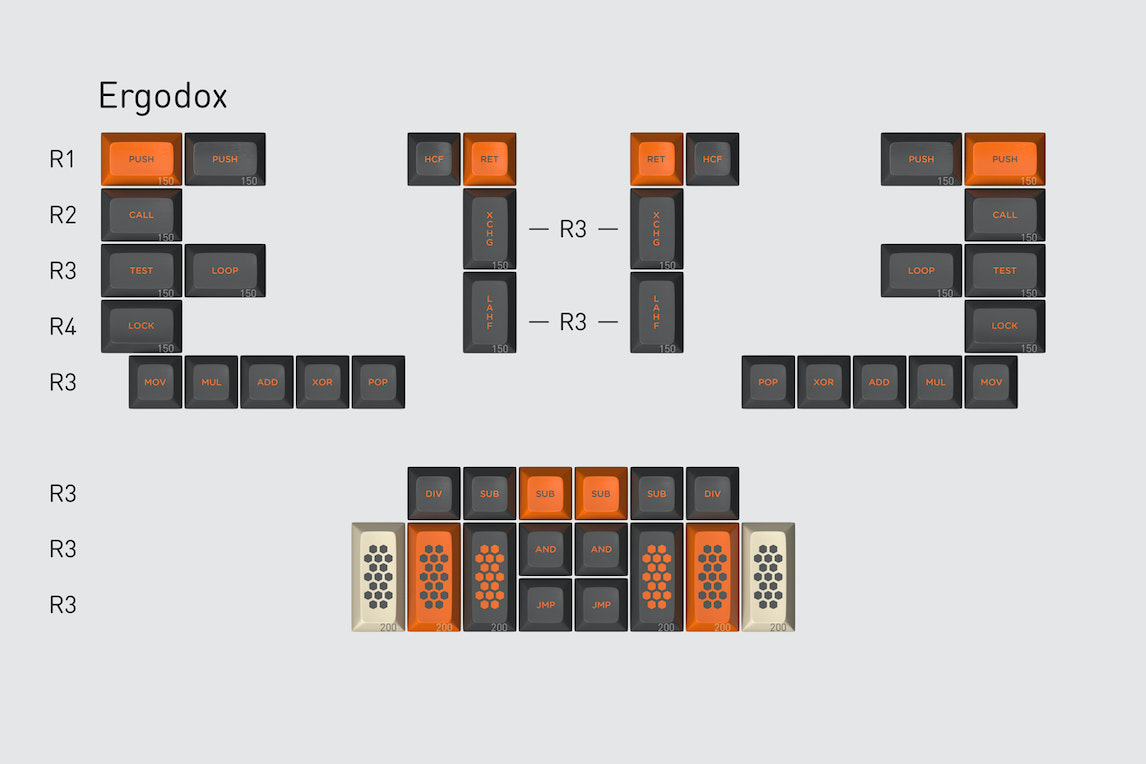 Ergodox
R1 PUSH PUSH HCF RET RET HCF PUSH PUSH
150 150 150 150
R2 CALL XCHG — R3 — XCHG CALL
150 150
R3 TEST LOOP LOOP TEST
150 150 150 150 150 150
R4 LOCK LAHF — R3 — LAHF LOCK
150 150 150 150
R3 MOV MUL ADD XOR POP POP XOR ADD MUL MOV
R3 DIV SUB SUB SUB SUB DIV
R3 AND AND
R3 JMP JMP
200 200 200 200 200 200